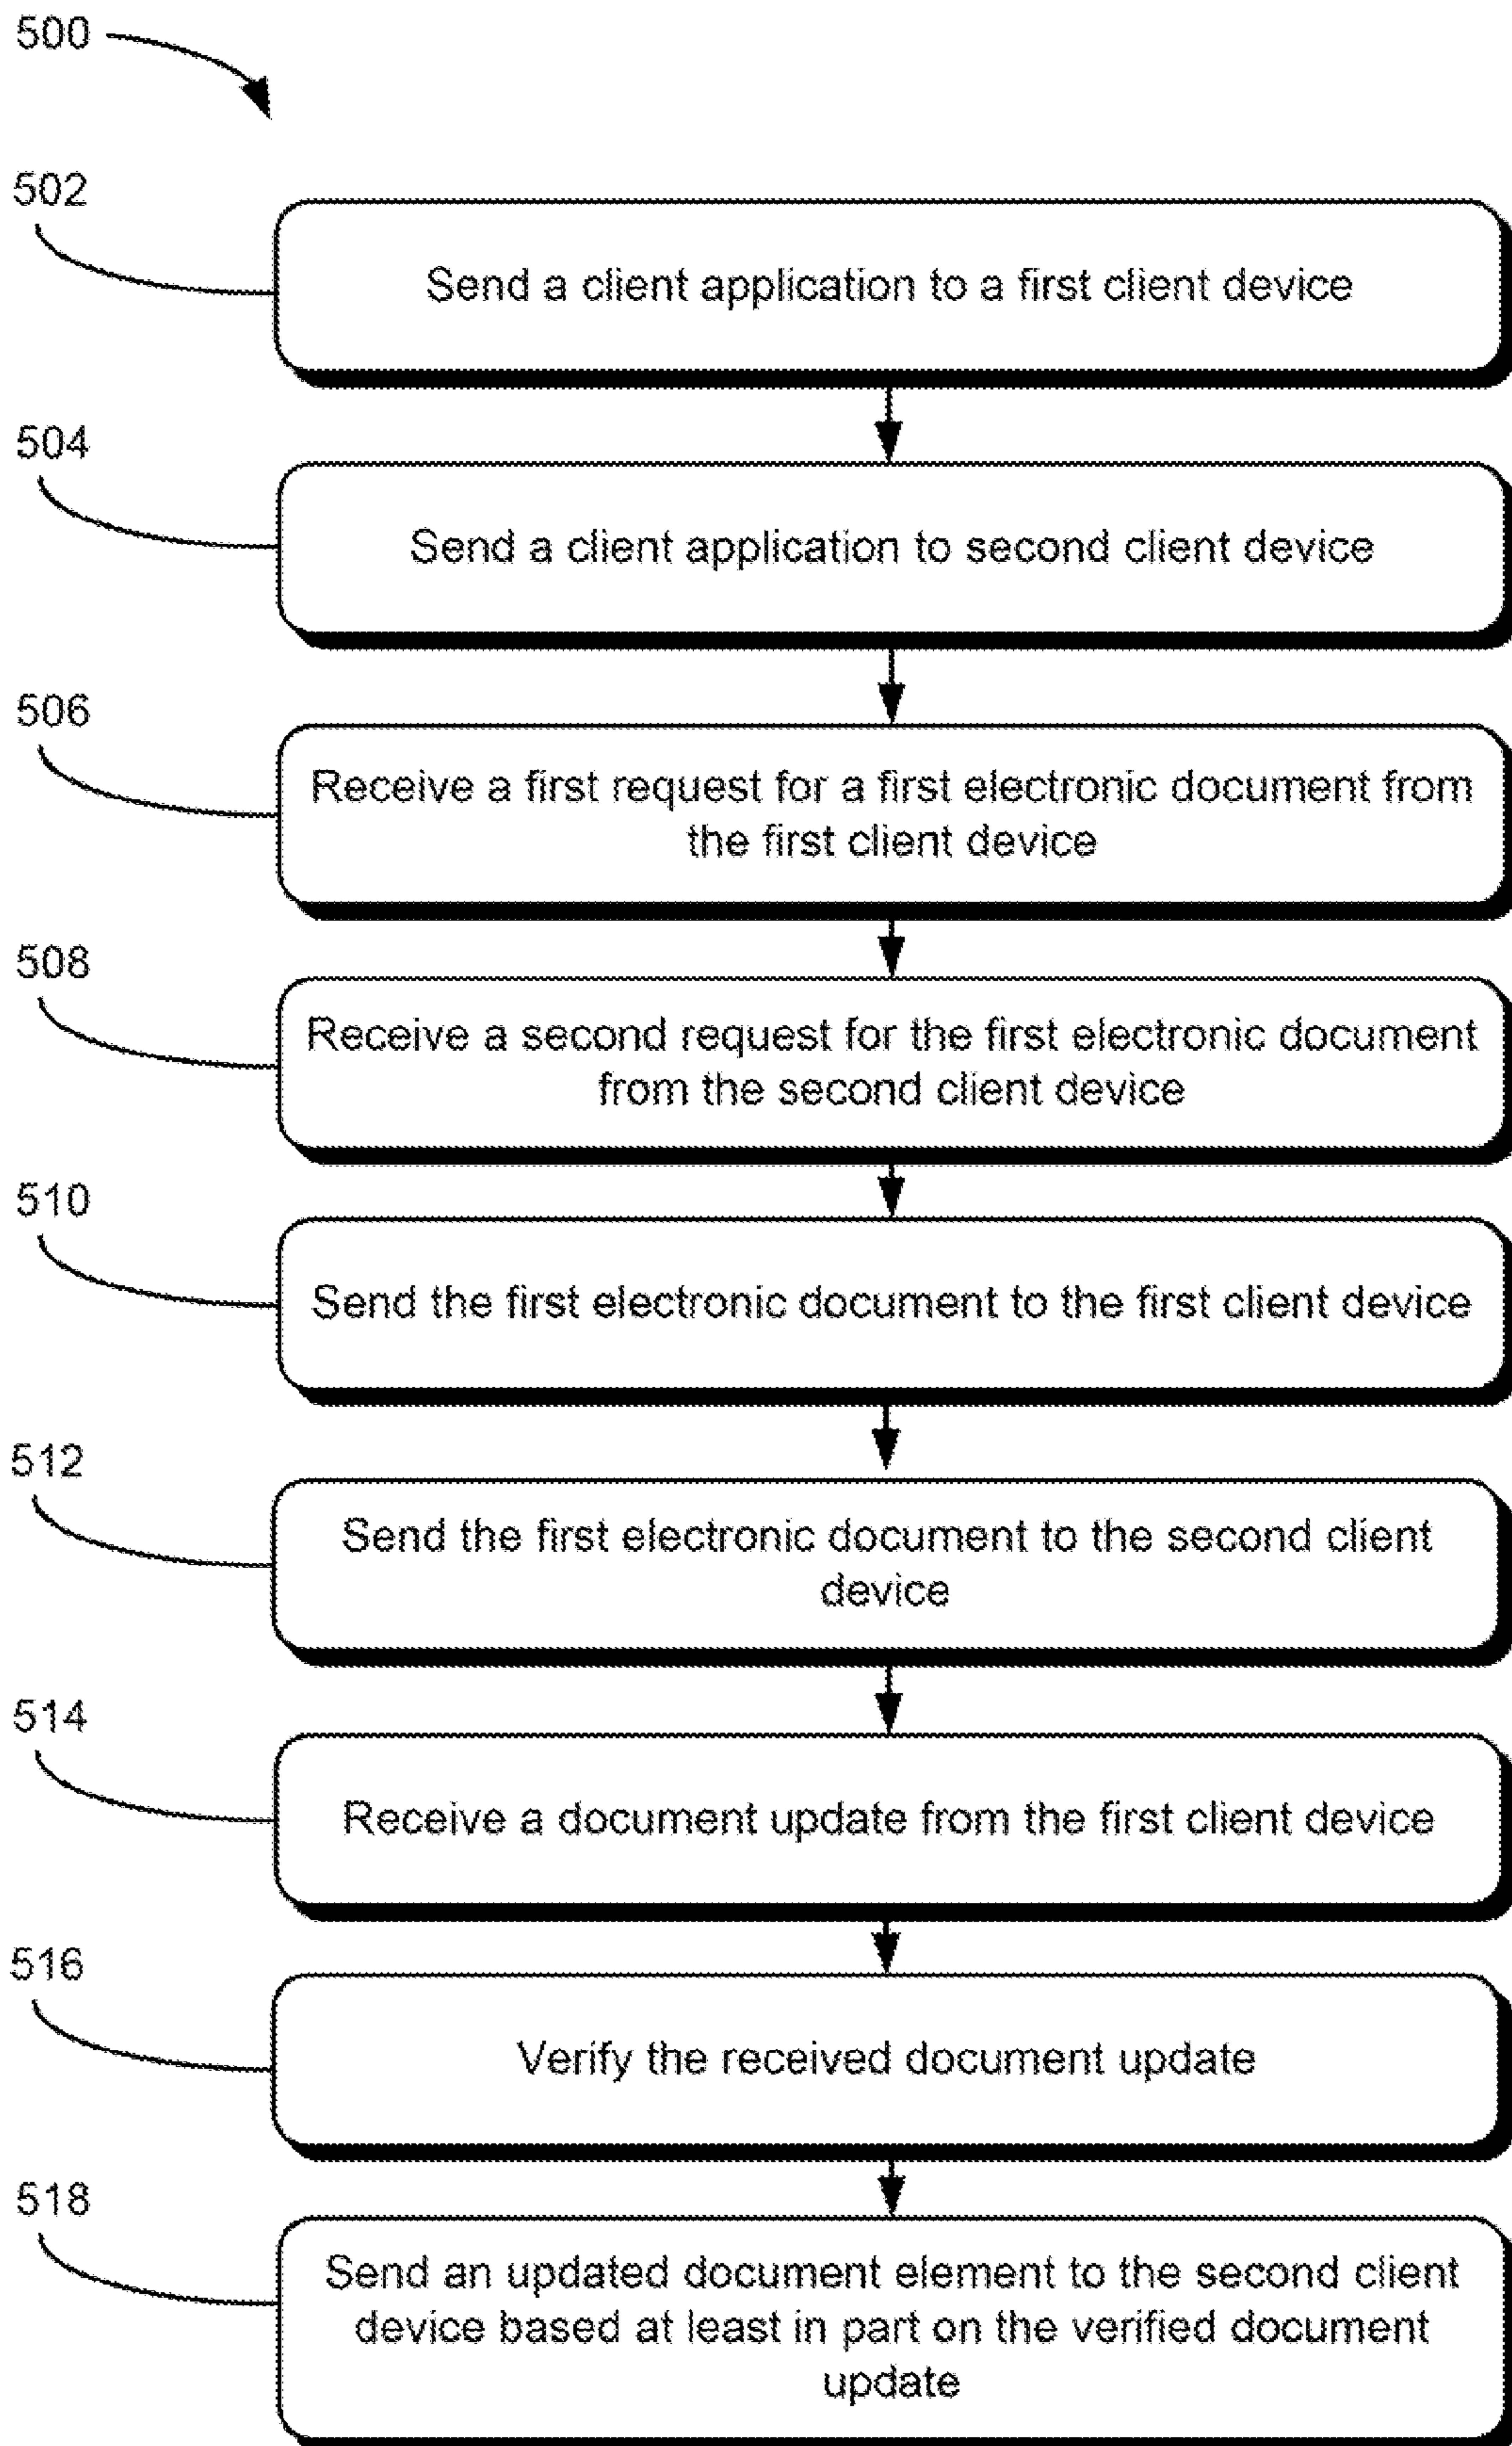 500
502
Send a client application to a first client device
504
Send a client application to second client device
506
Receive a first request for a first electronic document from
the first client device
508
Receive a second request for the first electronic document
from the second client device
510
Send the first electronic document to the first client device
512
Send the first electronic document to the second client
device
514
Receive a document update from the first client device
516
Verify the received document update
518
Send an updated document element to the second client
device based at least in part on the verified document
update